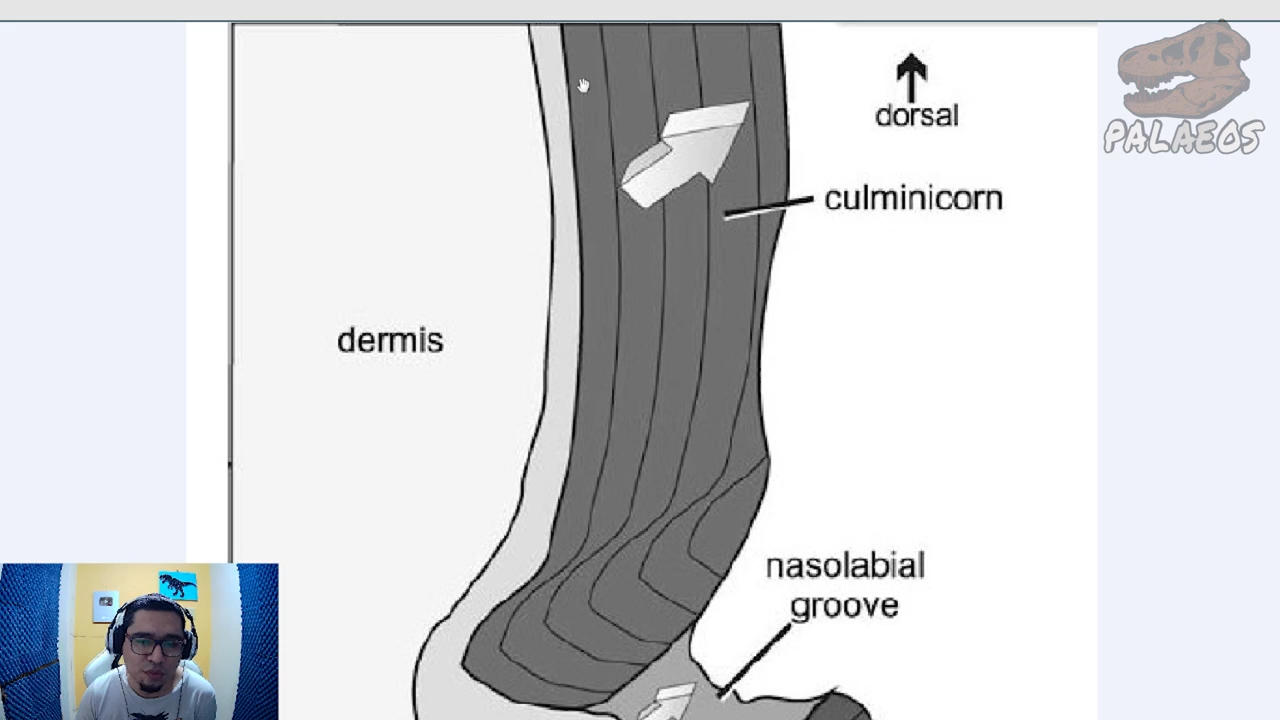 dorsal
PALAEOS
culminicorn
dermis
nasolabial
groove